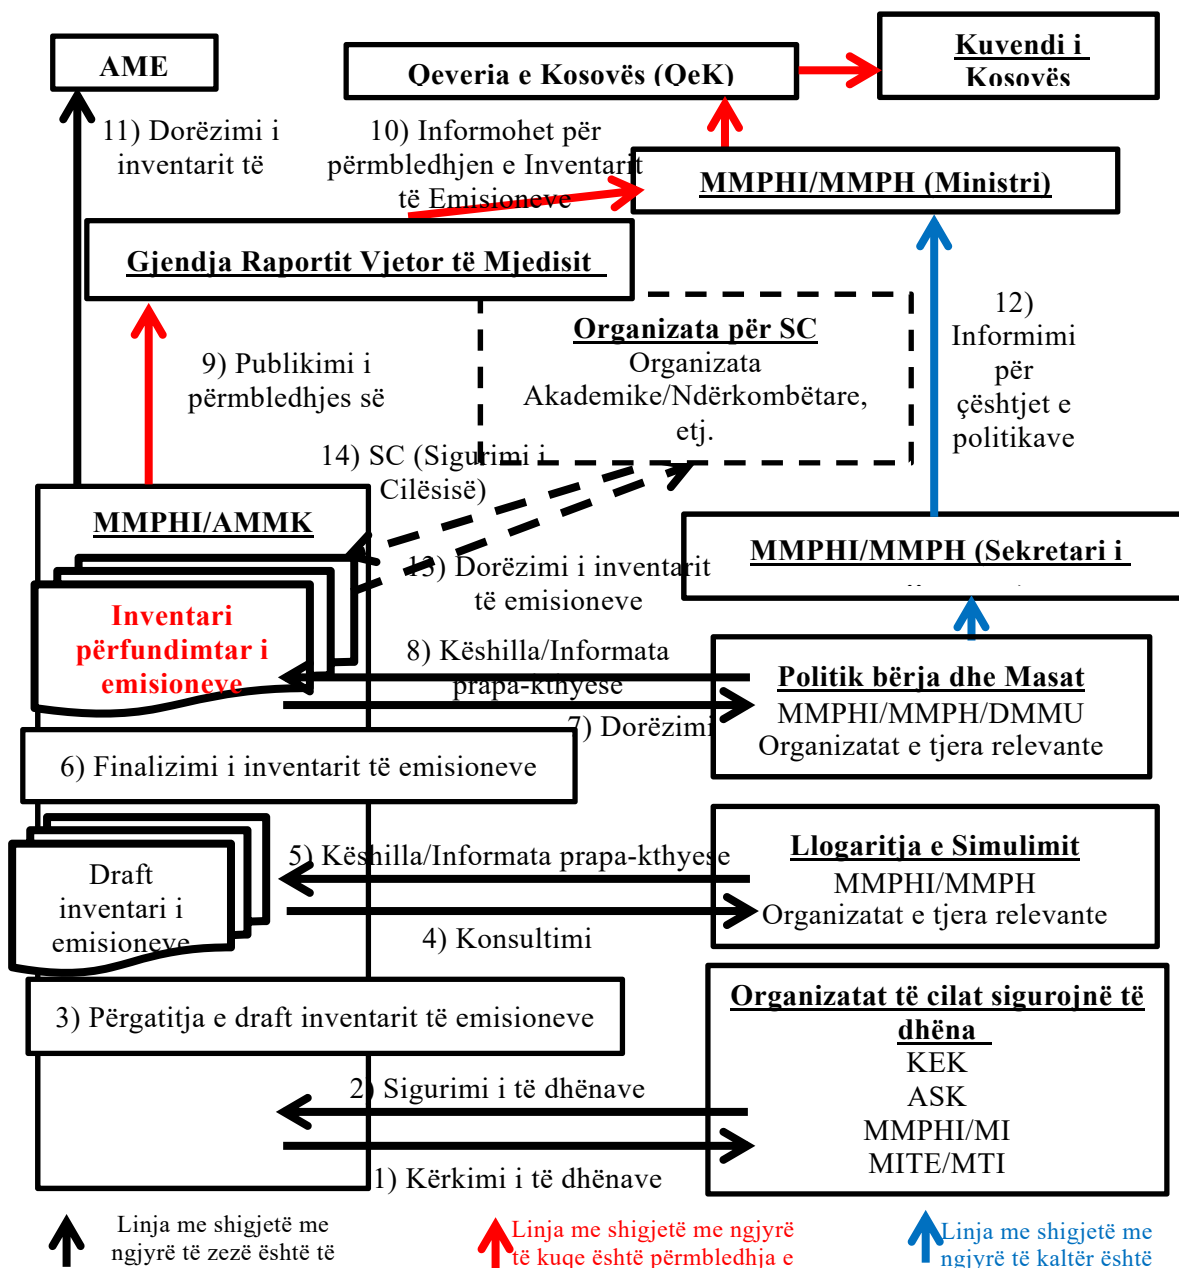 AME
Qeveria e Kosovës (QeK)
Kuvendi i
Kosovës
11) Dorëzimi i
inventarit të
10) Informohet për
përmbledhjen e Inventarit
të Emisioneve
MMPHI/MMPH (Ministri)
Gjendja Raportit Vjetor të Mjedisit
12)
Informimi
për
çështjet e
politikave
Organizata për SC
Organizata
Akademike/Ndërkombëtare,
etj.
9) Publikimi i
përmbledhjes së
14) SC (Sigurimi i
Cilësisë)
MMPHI/AMMK
MMPHI/MMPH (Sekretari i
13) Dorëzimi i inventarit
të emisioneve
Inventari
përfundimtar i
emisioneve
8) Këshilla/Informata
prapa-kthyese
7) Dorëzimi
Politik bërja dhe Masat
MMPHI/MMPH/DMMU
Organizatat e tjera relevante
6) Finalizimi i inventarit të emisioneve
Draft
inventari i
emisioneve
5) Këshilla/Informata prapa-kthyese
4) Konsultimi
Llogaritja e Simulimit
MMPHI/MMPH
Organizatat e tjera relevante
3) Përgatitja e draft inventarit të emisioneve
Organizatat të cilat sigurojnë të
dhëna
KEK
ASK
MMPHI/MI
MITE/MTI
2) Sigurimi i të dhënave
1) Kërkimi i të dhënave
Linja me shigjetë me
ngjyrë të zezë është të
Linja me shigjetë me ngjyrë
të kuqe është përmbledhja e
Linja me shigjetë me
ngjyrë të kaltër është